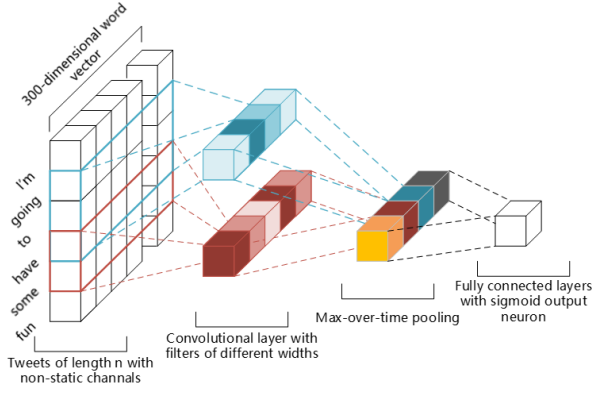 300-dimensional word
vector
I'm
going
to
have
some
fun
Tweets of length n with
non-static channals
Convolutional layer with
filters of different widths
Max-over-time pooling
Fully connected layers
with sigmoid output
neuron